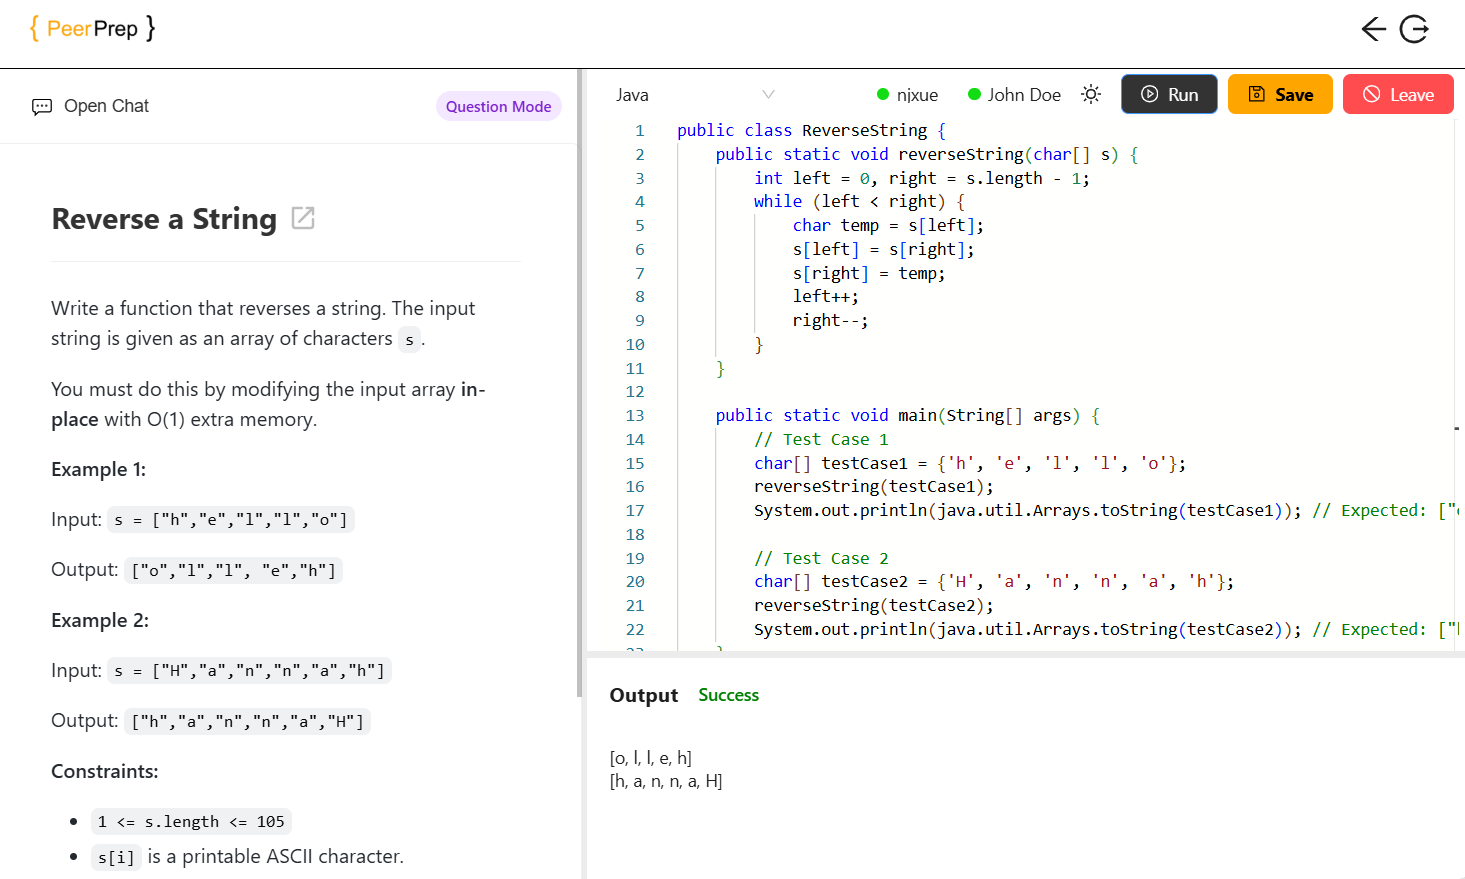 { PeerPrep }
Open Chat
Question Mode
Reverse a String
Write a function that reverses a string. The input
string is given as an array of characters s.
You must do this by modifying the input array in-
place with O(1) extra memory.
Example 1:
Input: s = ["h","e","l","l","o"]
Output: ["o","l","l", "e","h"]
Example 2:
Input: s = ["H","a","n","n","a","h"]
Output: ["h","a","n","n","a","H"]
Constraints:
1 <= s.length <= 105
s[i] is a printable ASCII character.
Java
njxue
John Doe
Run
Save
Leave
1 public class ReverseString {
2 public static void reverseString(char[] s) {
3 int left = 0, right = s.length - 1;
4 while (left < right) {
5 char temp = s[left];
6 s[left] = s[right];
7 s[right] = temp;
8 left++;
9 right--;
10 }
11 }
12
13 public static void main(String[] args) {
14 // Test Case 1
15 char[] testCase1 = {'h', 'e', 'l', 'l', 'o'};
16 reverseString(testCase1);
17 System.out.println(java.util.Arrays.toString(testCase1)); // Expected: ["
18
19 // Test Case 2
20 char[] testCase2 = {'H', 'a', 'n', 'n', 'a', 'h'};
21 reverseString(testCase2);
22 System.out.println(java.util.Arrays.toString(testCase2)); // Expected: ["
Output Success
[o, l, l, e, h]
[h, a, n, n, a, H]